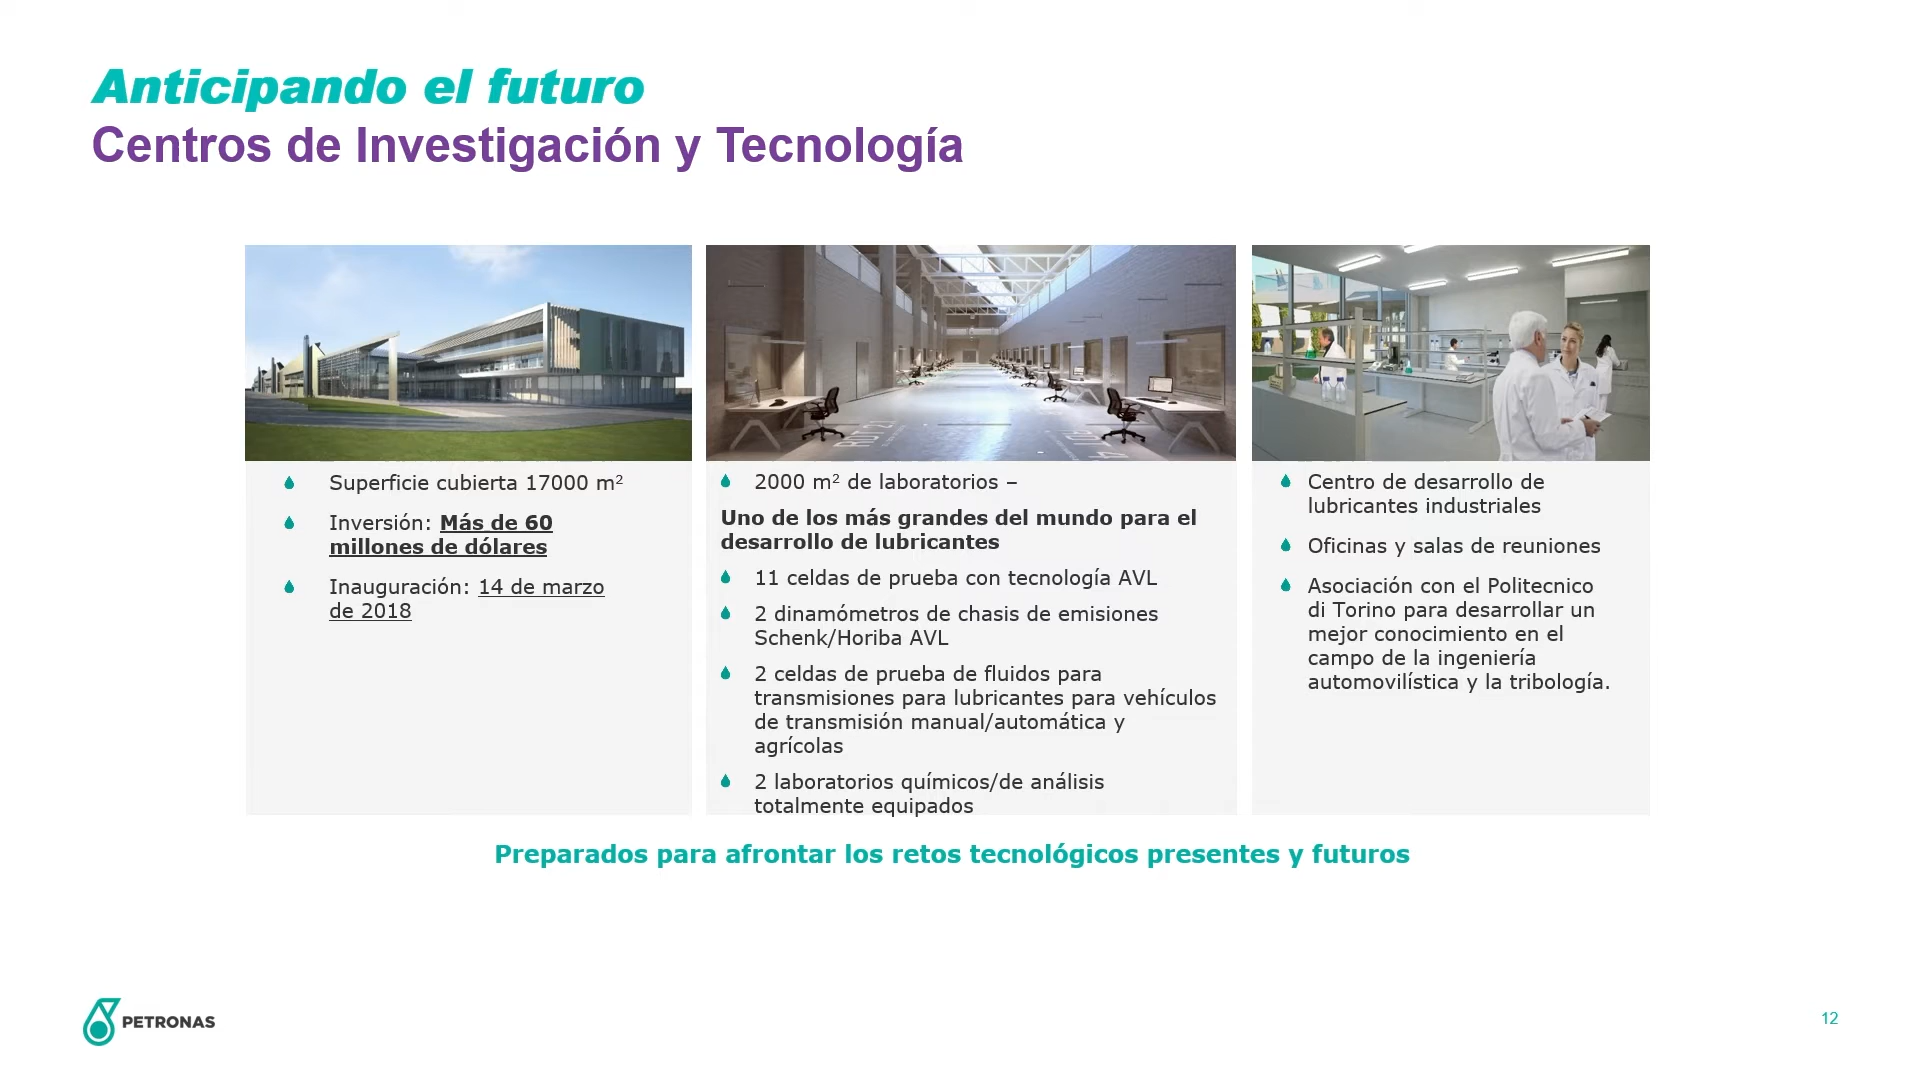 Anticipando el futuro
Centros de Investigación y Tecnología
Superficie cubierta 17000 m²
Inversión: Más de 60
millones de dólares
Inauguración: 14 de marzo
de 2018
2000 m² de laboratorios –
Uno de los más grandes del mundo para el
desarrollo de lubricantes
11 celdas de prueba con tecnología AVL
2 dinamómetros de chasis de emisiones
Schenk/Horiba AVL
2 celdas de prueba de fluidos para
transmisiones para lubricantes para vehículos
de transmisión manual/automática y
agrícolas
2 laboratorios químicos/de análisis
totalmente equipados
Centro de desarrollo de
lubricantes industriales
Oficinas y salas de reuniones
Asociación con el Politecnico
di Torino para desarrollar un
mejor conocimiento en el
campo de la ingeniería
automovilística y la tribología.
Preparados para afrontar los retos tecnológicos presentes y futuros
PETRONAS
12